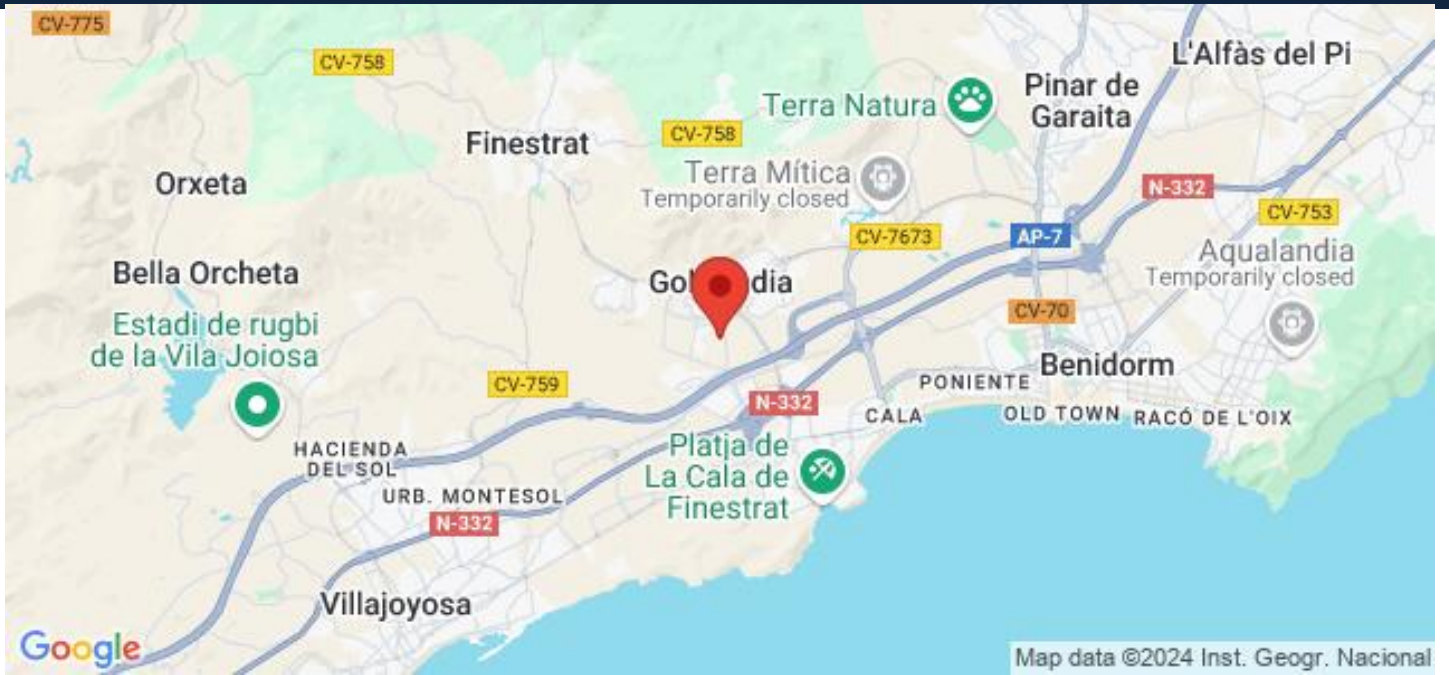 CV-775
L'Alfàs del Pi
CV-758
Pinar de
Garaita
Terra Natura
CV-758
Finestrat
Terra Mítica
Temporarily closed
Orxeta
N-332
CV-753
CV-7673
AP-7
Aqualandia
Temporarily closed
Bella Orcheta
Go
dia
CV-70
Estadi de rugbi
de la Vila Joiosa
Benidorm
CV-759
PONIENTE
N-332
CALA
OLD TOWN
RACÓ DE L'OIX
HACIENDA
DEL SOL
Platja de
La Cala de
Finestrat
URB. MONTESOL
N-332
Villajoyosa
Google
Map data ©2024 Inst. Geogr. Nacional